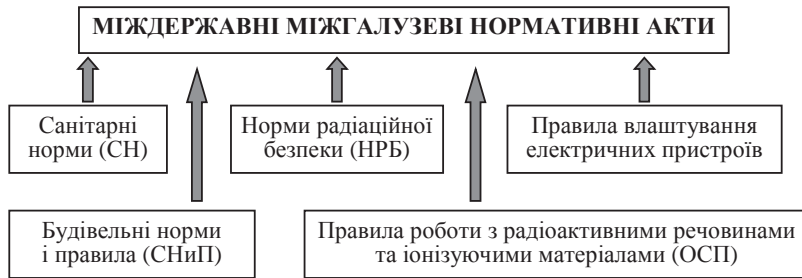 МІЖДЕРЖАВНІ МІЖГАЛУЗЕВІ НОРМАТИВНІ АКТИ
Санітарні
норми (СН)
Норми радіаційної
безпеки (НРБ)
Правила влаштування
електричних пристроїв
Будівельні норми
і правила (СНиП)
Правила роботи з радіоактивними речовинами
та іонізуючими матеріалами (ОСП)